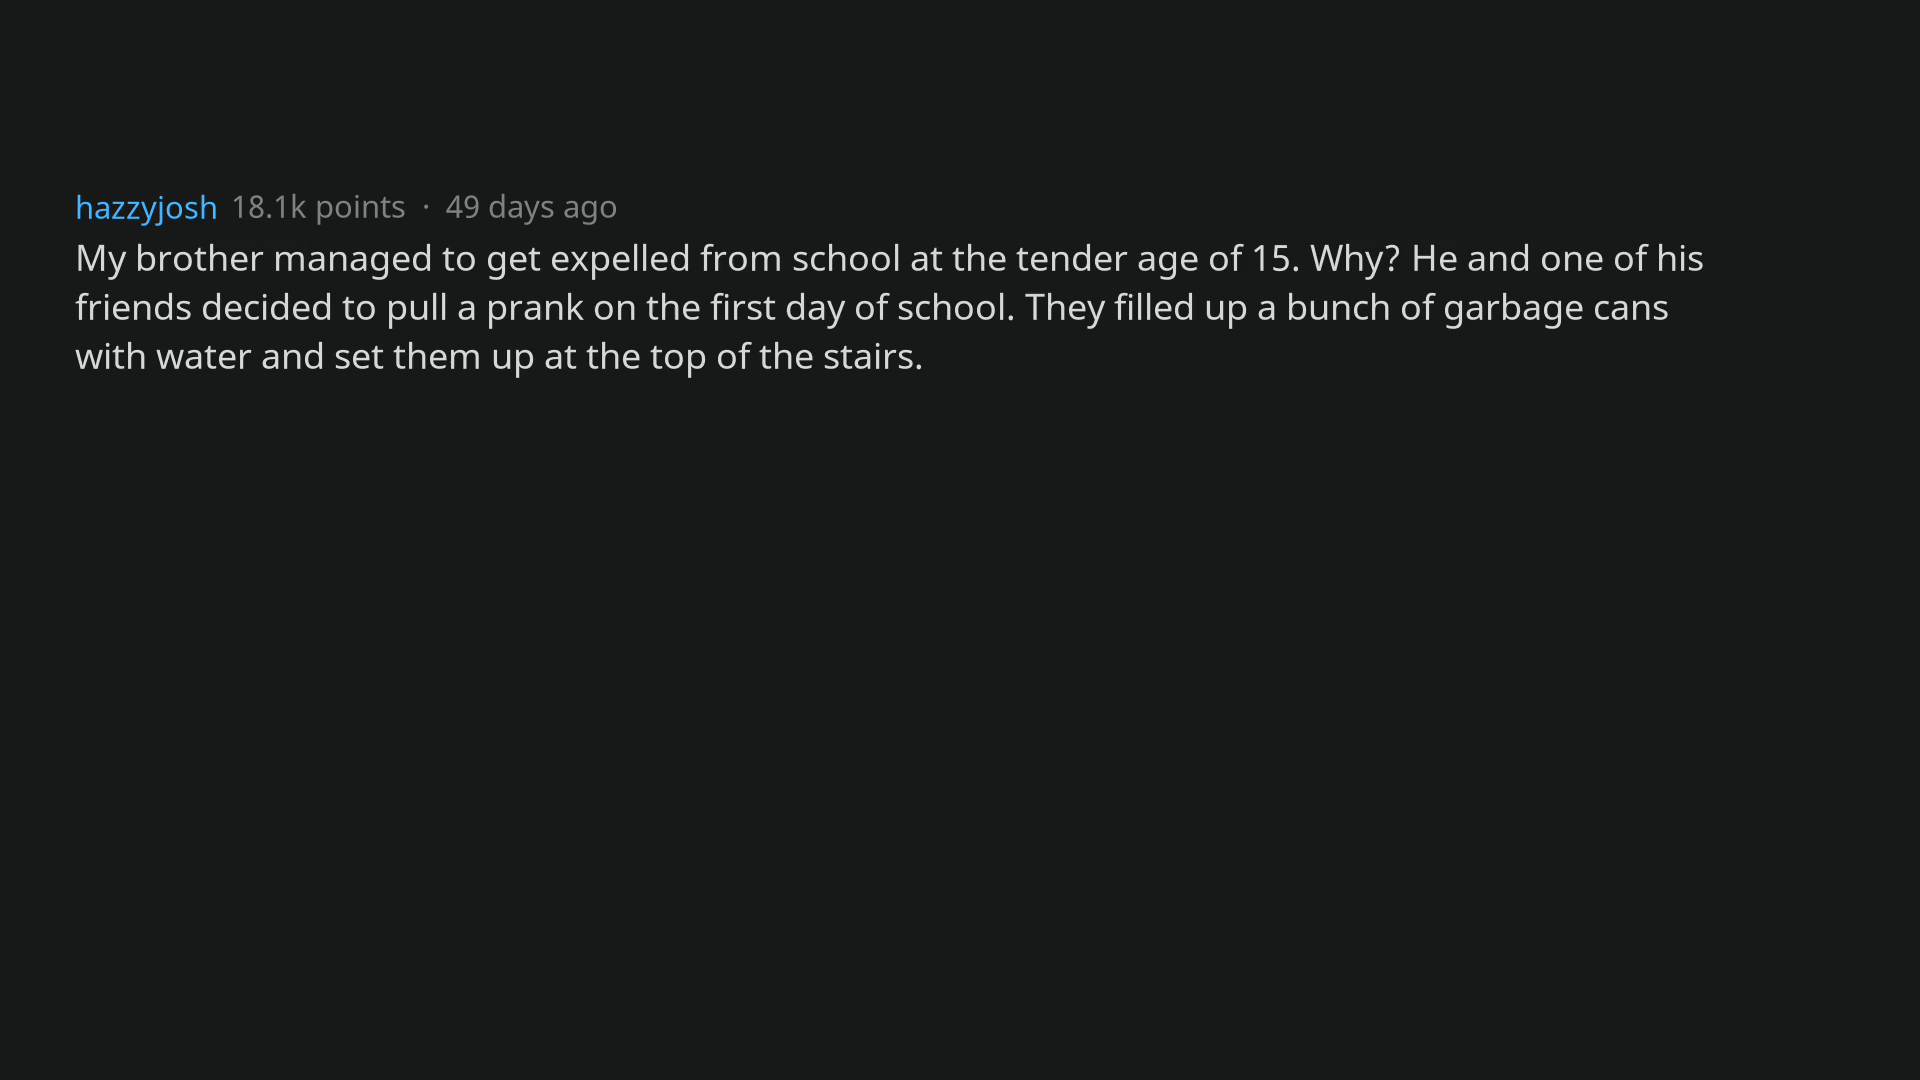 hazzyjosh 18.1k points · 49 days ago
My brother managed to get expelled from school at the tender age of 15. Why? He and one of his
friends decided to pull a prank on the first day of school. They filled up a bunch of garbage cans
with water and set them up at the top of the stairs.